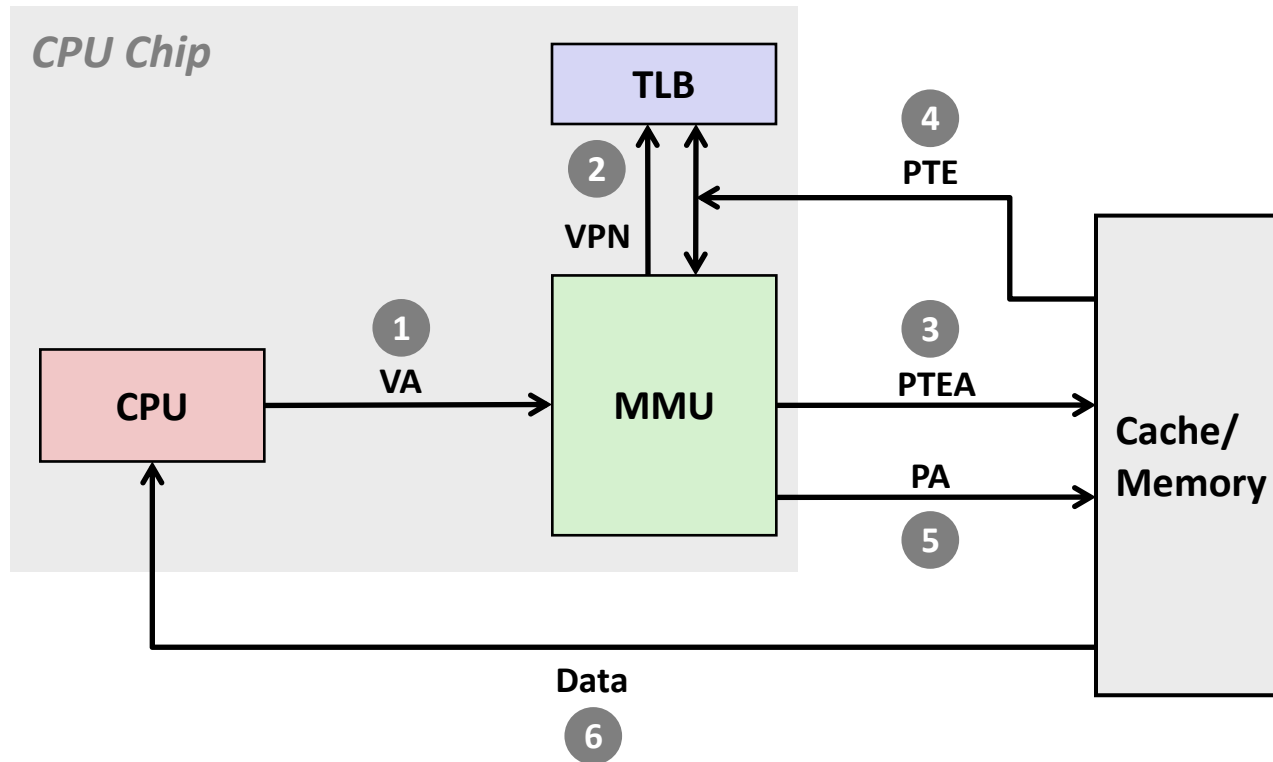 CPU Chip
TLB
4
PTE
2
VPN
1
VA
3
PTEA
CPU
MMU
Cache/
Memory
PA
5
Data
6